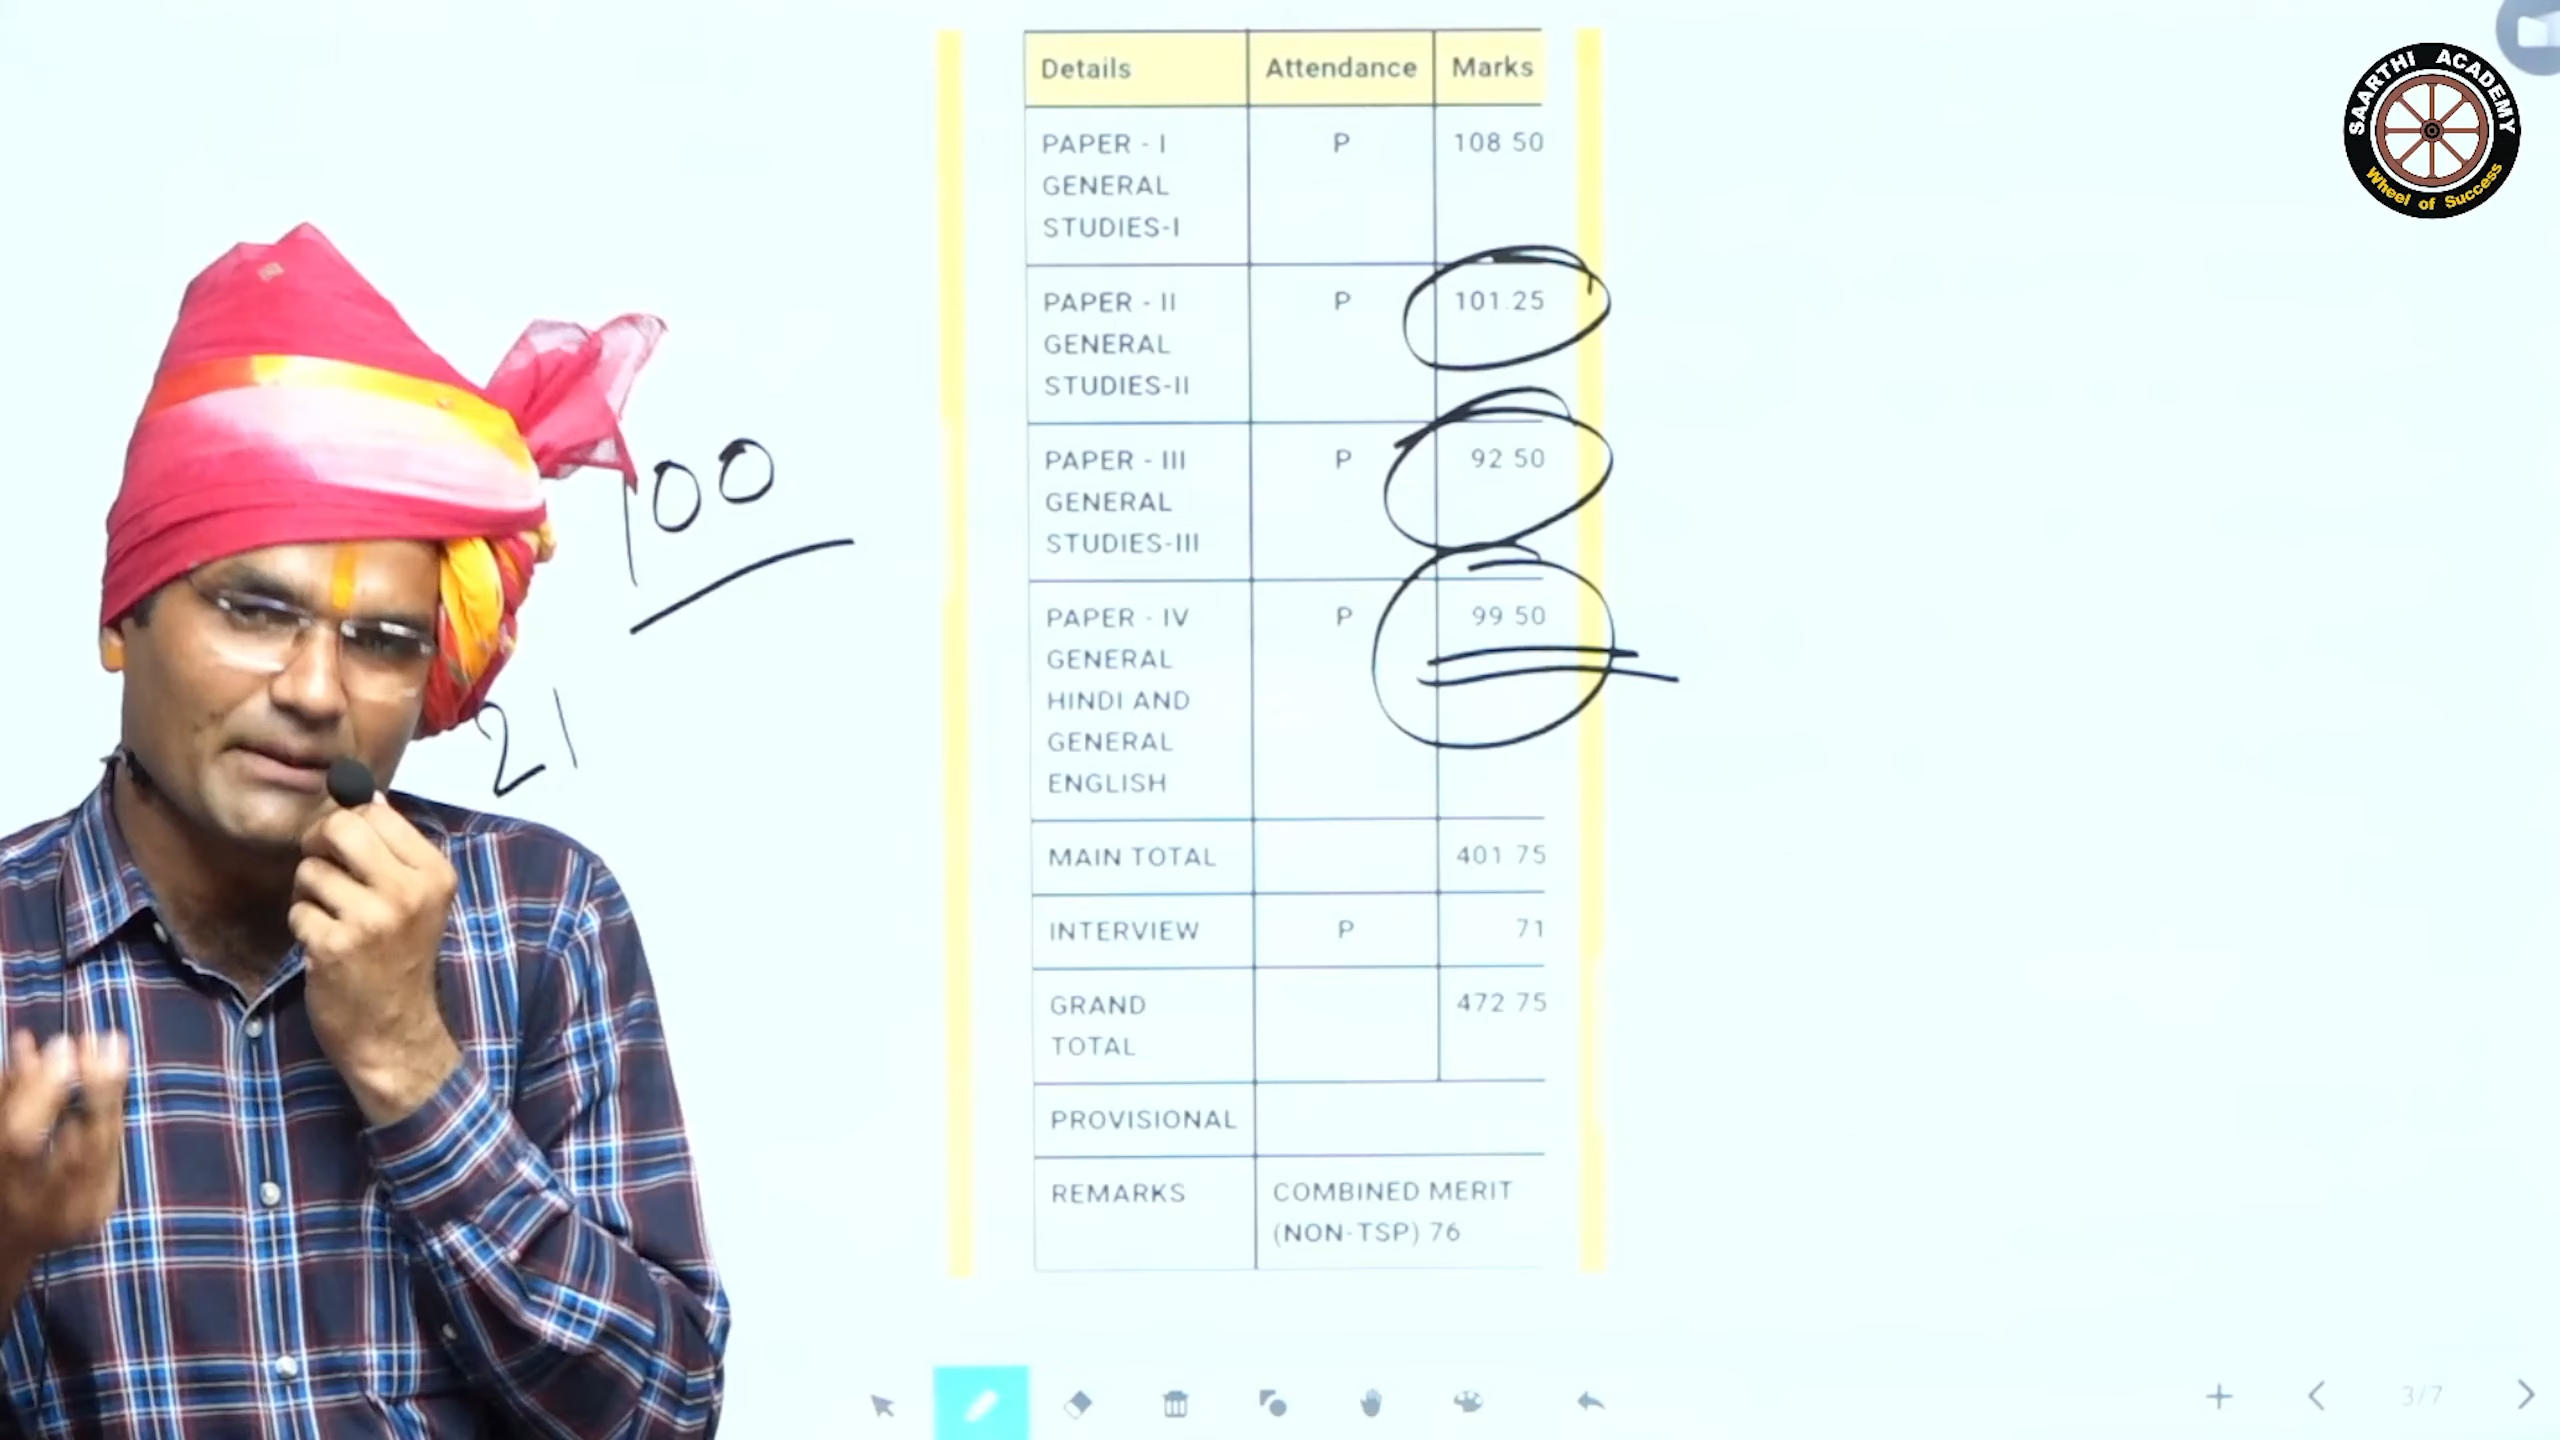 Details Attendance Marks
PAPER - I P 108 50
GENERAL
STUDIES-I
PAPER - II P 101.25
GENERAL
STUDIES-II
PAPER - III P 92 50
GENERAL
STUDIES-III
PAPER - IV P 99 50
GENERAL
HINDI AND
GENERAL
ENGLISH
MAIN TOTAL 401 75
INTERVIEW P 71
GRAND 472 75
TOTAL
PROVISIONAL
REMARKS COMBINED MERIT
(NON-TSP) 76
100
21
SAARTHI ACADEMY
Wheel of Success
3/7